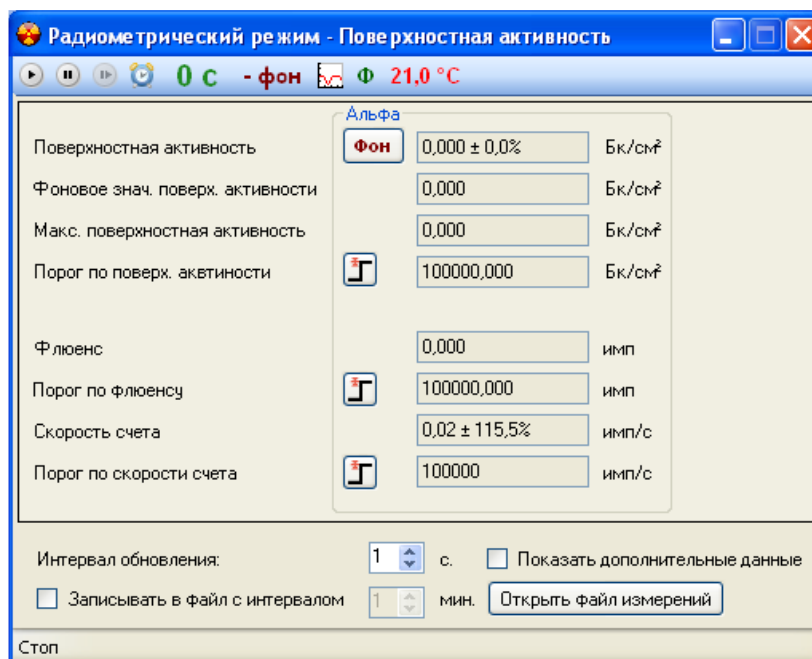 Радиометрический режим - Поверхностная активность
0 с - фон Ф 21,0 °C
Альфа
Поверхностная активность Фон 0,000 ± 0,0% Бк/см²
Фоновое знач. поверх. активности 0,000 Бк/см²
Макс. поверхностная активность 0,000 Бк/см²
Порог по поверх. аквтиности 100000,000 Бк/см²
Флюенс 0,000 имп
Порог по флюенсу 100000,000 имп
Скорость счета 0,02 ± 115,5% имп/с
Порог по скорости счета 100000 имп/с
Интервал обновления: 1 с. Показать дополнительные данные
Записывать в файл с интервалом 1 мин. Открыть файл измерений
Стоп